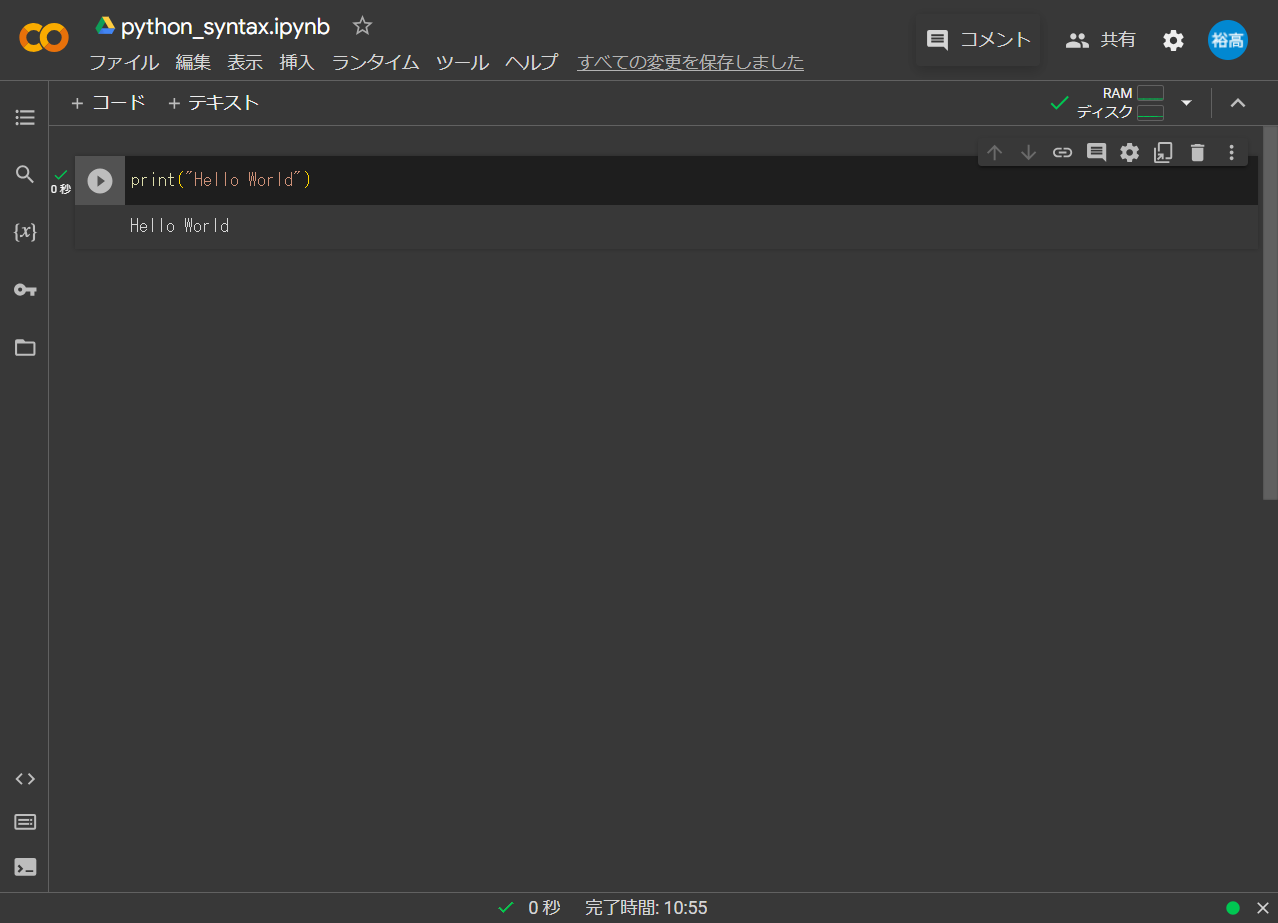 python_syntax.ipynb
ファイル 編集 表示 挿入 ランタイム ツール ヘルプ すべての変更を保存しました
コメント 共有 裕高
+ コード + テキスト
RAM
ディスク
{x}
0 秒
print("Hello World")
Hello World
0 秒 完了時間: 10:55